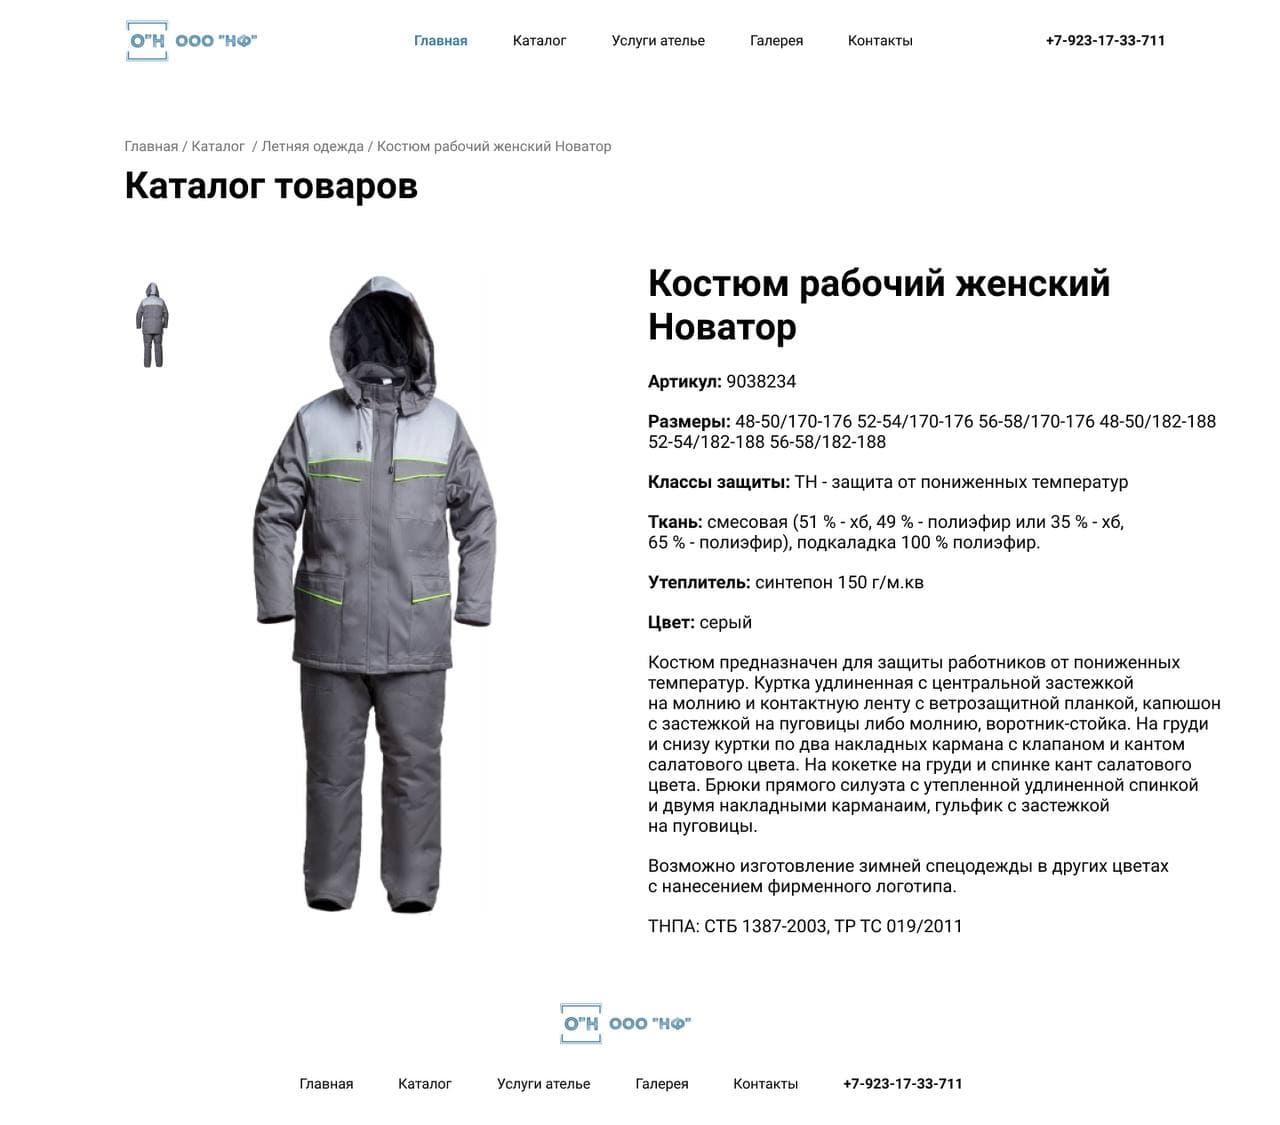 О"Н ООО "НФ"
Главная Каталог Услуги ателье Галерея Контакты +7-923-17-33-711
Главная / Каталог / Летняя одежда / Костюм рабочий женский Новатор
Каталог товаров
Костюм рабочий женский
Новатор
Артикул: 9038234
Размеры: 48-50/170-176 52-54/170-176 56-58/170-176 48-50/182-188
52-54/182-188 56-58/182-188
Классы защиты: ТН - защита от пониженных температур
Ткань: смесовая (51 % - хб, 49 % - полиэфир или 35 % - хб,
65 % - полиэфир), подкаладка 100 % полиэфир.
Утеплитель: синтепон 150 г/м.кв
Цвет: серый
Костюм предназначен для защиты работников от пониженных
температур. Куртка удлиненная с центральной застежкой
на молнию и контактную ленту с ветрозащитной планкой, капюшон
с застежкой на пуговицы либо молнию, воротник-стойка. На груди
и снизу куртки по два накладных кармана с клапаном и кантом
салатового цвета. На кокетке на груди и спинке кант салатового
цвета. Брюки прямого силуэта с утепленной удлиненной спинкой
и двумя накладными карманаим, гульфик с застежкой
на пуговицы.
Возможно изготовление зимней спецодежды в других цветах
с нанесением фирменного логотипа.
ТНПА: СТБ 1387-2003, ТР ТС 019/2011
О"Н ООО "НФ"
Главная Каталог Услуги ателье Галерея Контакты +7-923-17-33-711